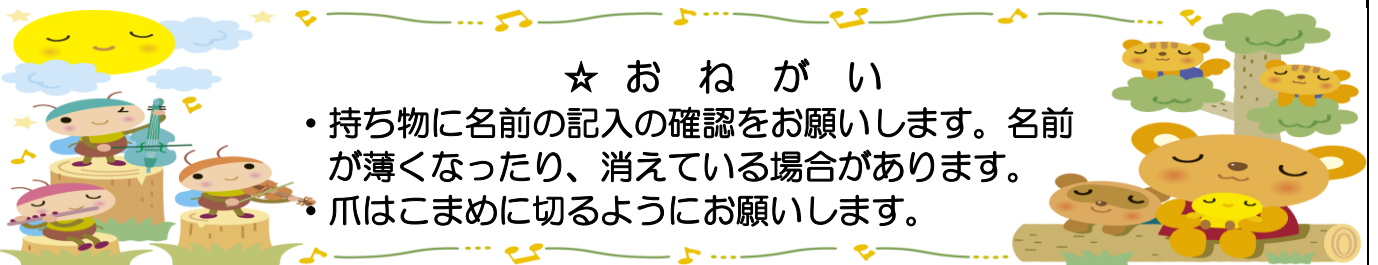 ☆ お ね が い
・持ち物に名前の記入の確認をお願いします。名前
が薄くなったり、消えている場合があります。
・爪はこまめに切るようにお願いします。